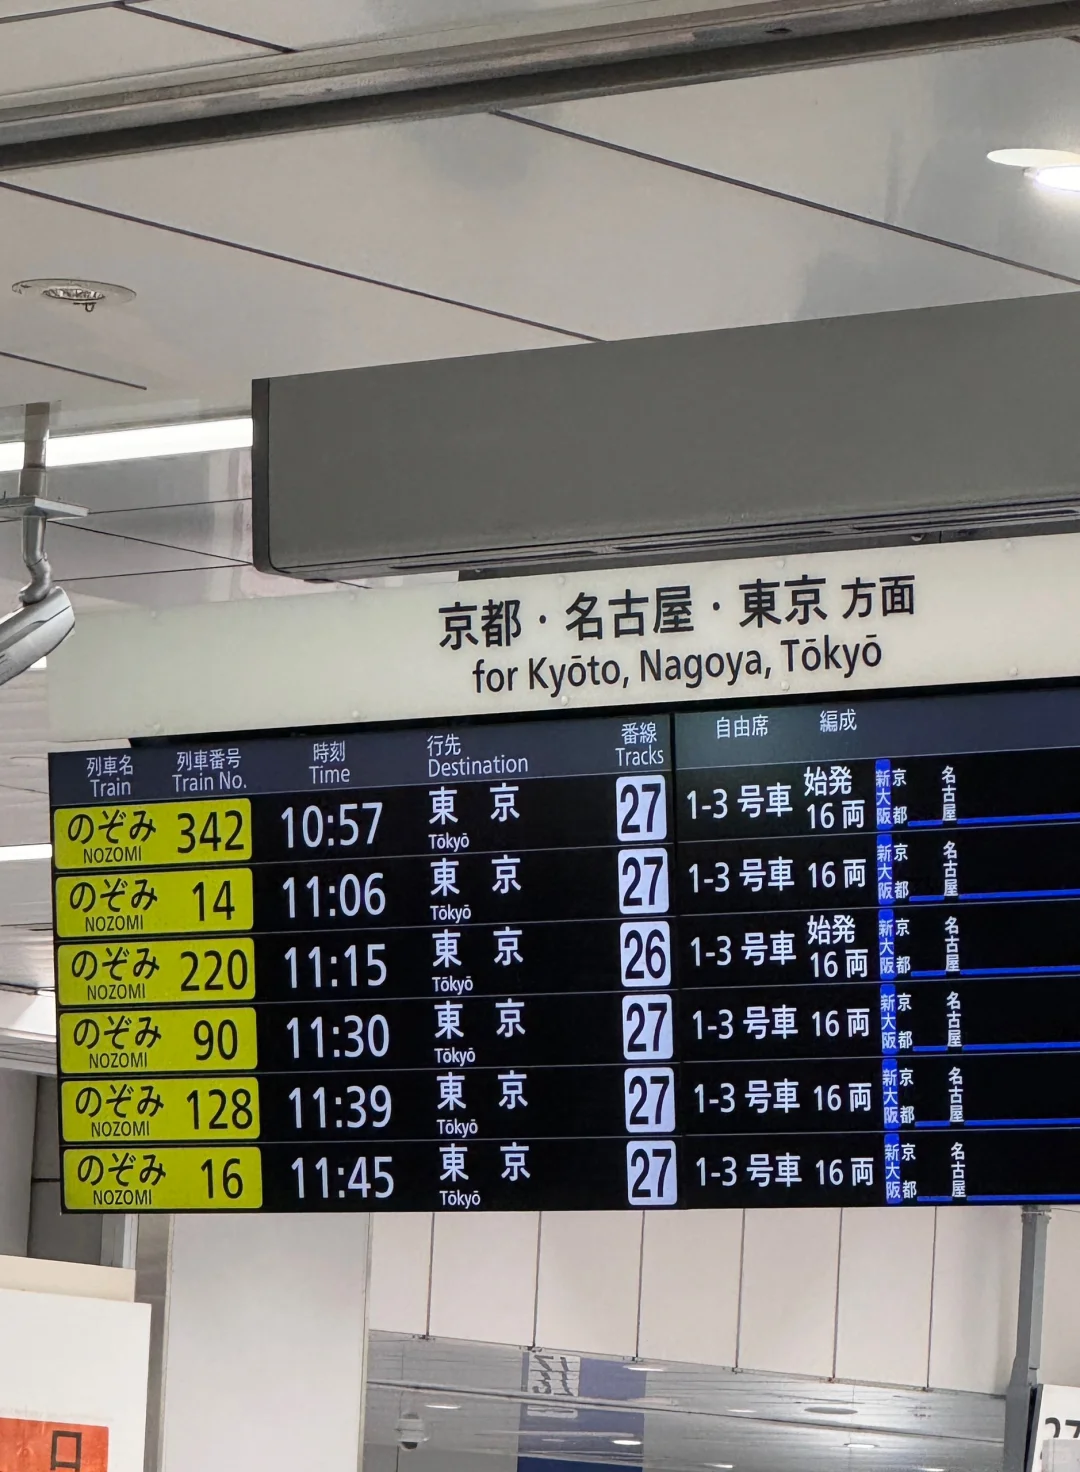 京都・名古屋・東京 方面
for Kyōto, Nagoya, Tōkyō
列車名 列車番号 時刻 行先 番線 自由席 編成
Train Train No. Time Destination Tracks
のぞみ 342 10:57 東京 27 1-3 号車 始発 新大阪 京都 名古屋
NOZOMI Tōkyō 16 両
のぞみ 14 11:06 東京 27 1-3 号車 16 両 新大阪 京都 名古屋
NOZOMI Tōkyō
のぞみ 220 11:15 東京 26 1-3 号車 始発 新大阪 京都 名古屋
NOZOMI Tōkyō 16 両
のぞみ 90 11:30 東京 27 1-3 号車 16 両 新大阪 京都 名古屋
NOZOMI Tōkyō
のぞみ 128 11:39 東京 27 1-3 号車 16 両 新大阪 京都 名古屋
NOZOMI Tōkyō
のぞみ 16 11:45 東京 27 1-3 号車 16 両 新大阪 京都 名古屋
NOZOMI Tōkyō
27